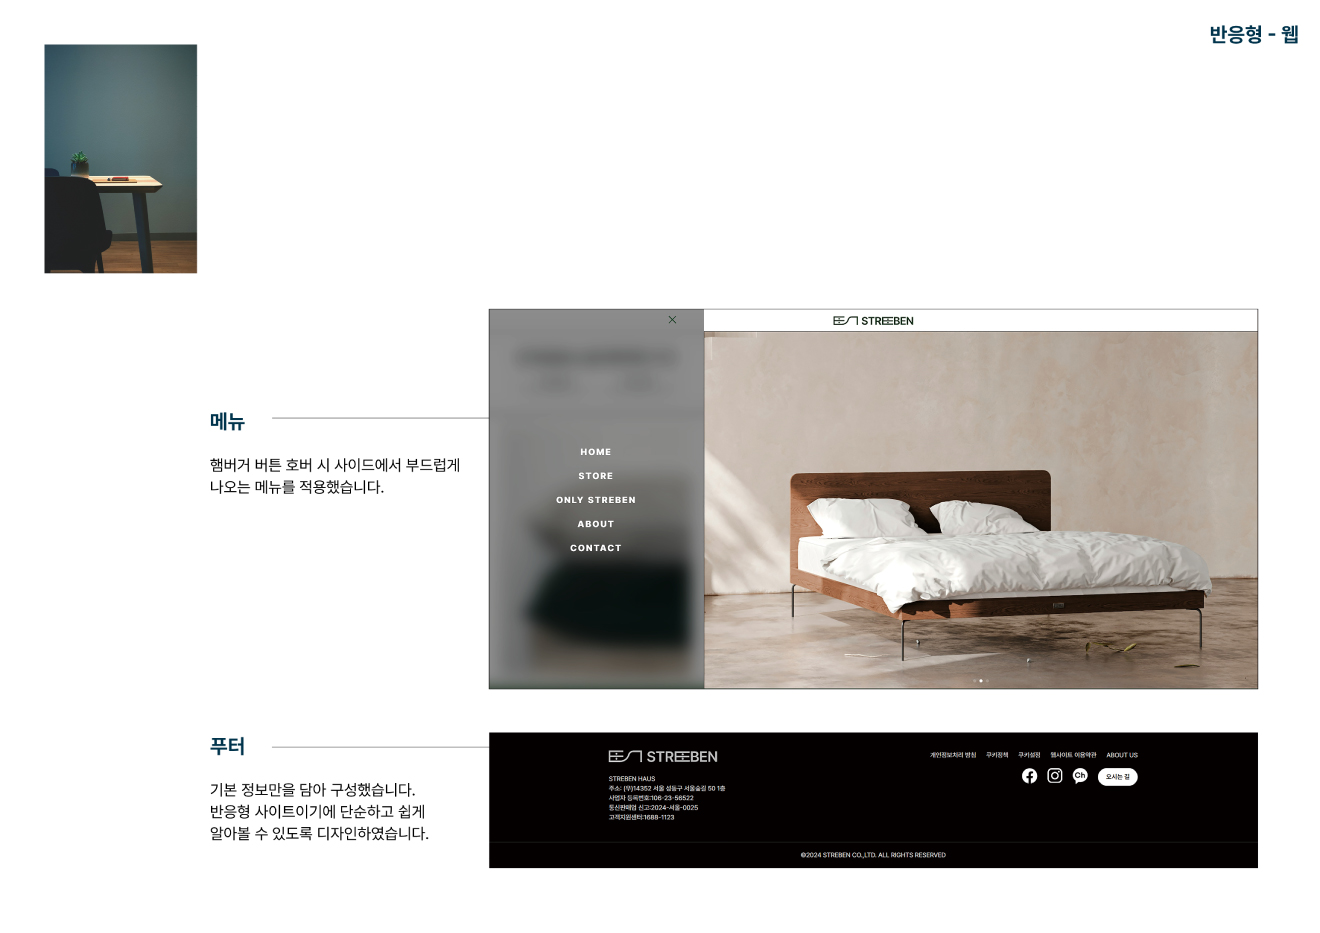 반응형 - 웹
STREBEN
메뉴
햄버거 버튼 호버 시 사이드에서 부드럽게
나오는 메뉴를 적용했습니다.
HOME
STORE
ONLY STREBEN
ABOUT
CONTACT
푸터
기본 정보만을 담아 구성했습니다.
반응형 사이트이기에 단순하고 쉽게
알아볼 수 있도록 디자인하였습니다.
STREBEN
STREBEN HAUS
주소: (우)14352 서울 성동구 서울숲길 50 1층
사업자 등록번호:106-23-56522
통신판매업 신고:2024-서울-0025
고객지원센터:1688-1123
개인정보처리 방침 쿠키정책 쿠키설정 웹사이트 이용약관 ABOUT US
Ch 오시는 길
©2024 STREBEN CO.,LTD. ALL RIGHTS RESERVED